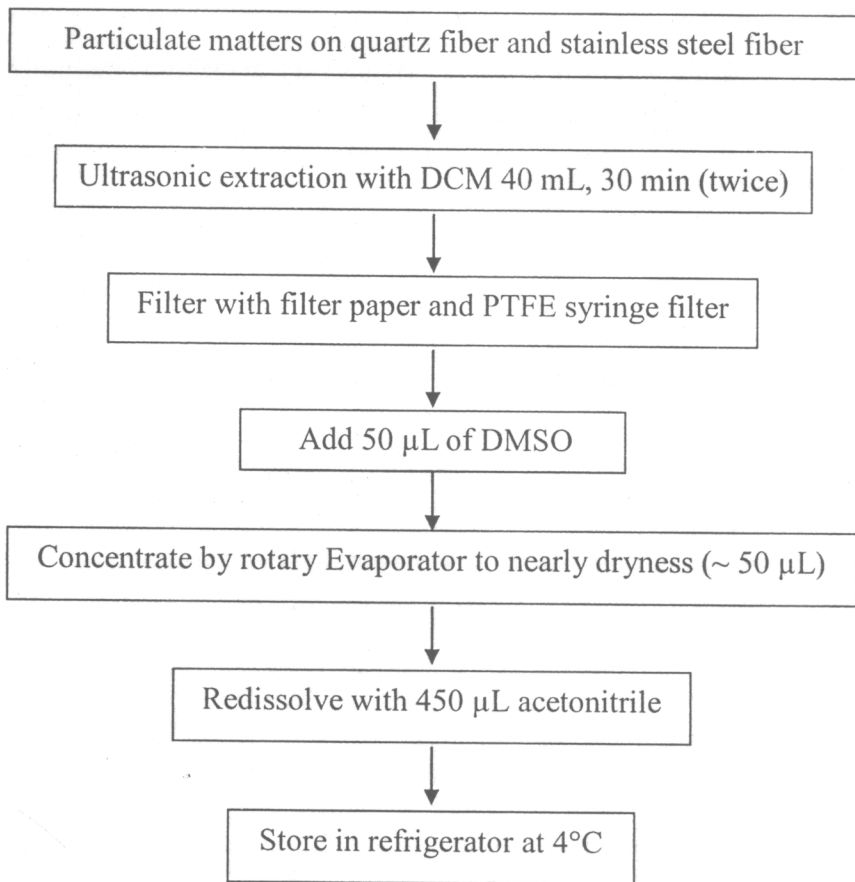 Particulate matters on quartz fiber and stainless steel fiber
Ultrasonic extraction with DCM 40 mL, 30 min (twice)
Filter with filter paper and PTFE syringe filter
Add 50 µL of DMSO
Concentrate by rotary Evaporator to nearly dryness (~ 50 µL)
Redissolve with 450 µL acetonitrile
Store in refrigerator at 4°C